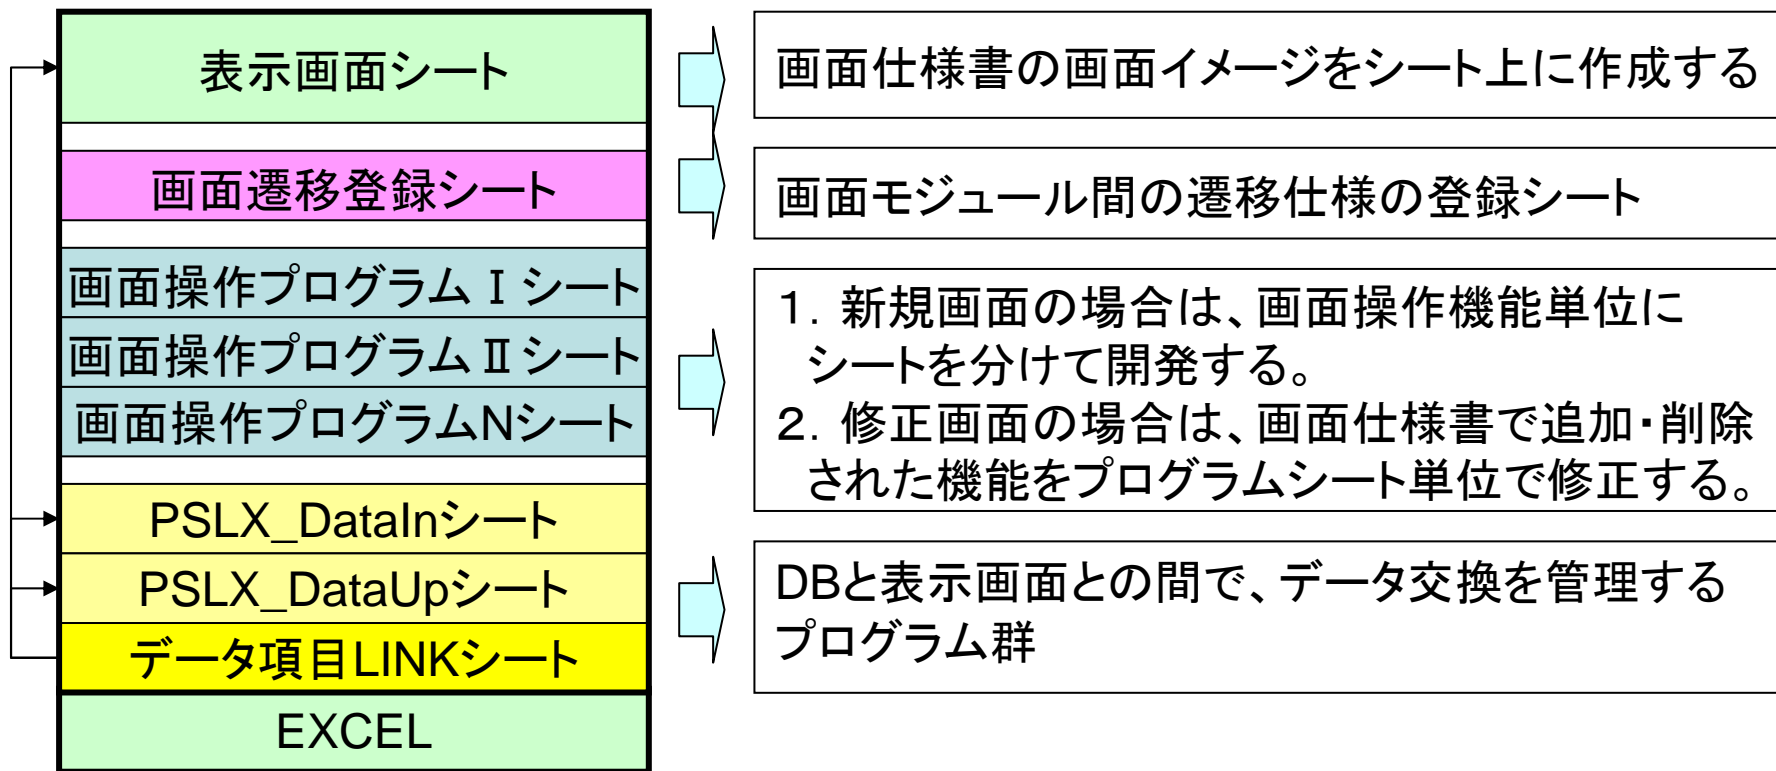 表示画面シート
画面仕様書の画面イメージをシート上に作成する
画面遷移登録シート
画面モジュール間の遷移仕様の登録シート
画面操作プログラムⅠシート
画面操作プログラムⅡシート
画面操作プログラムNシート
1．新規画面の場合は、画面操作機能単位に
シートを分けて開発する。
2．修正画面の場合は、画面仕様書で追加・削除
された機能をプログラムシート単位で修正する。
PSLX_DataInシート
PSLX_DataUpシート
データ項目LINKシート
DBと表示画面との間で、データ交換を管理する
プログラム群
EXCEL